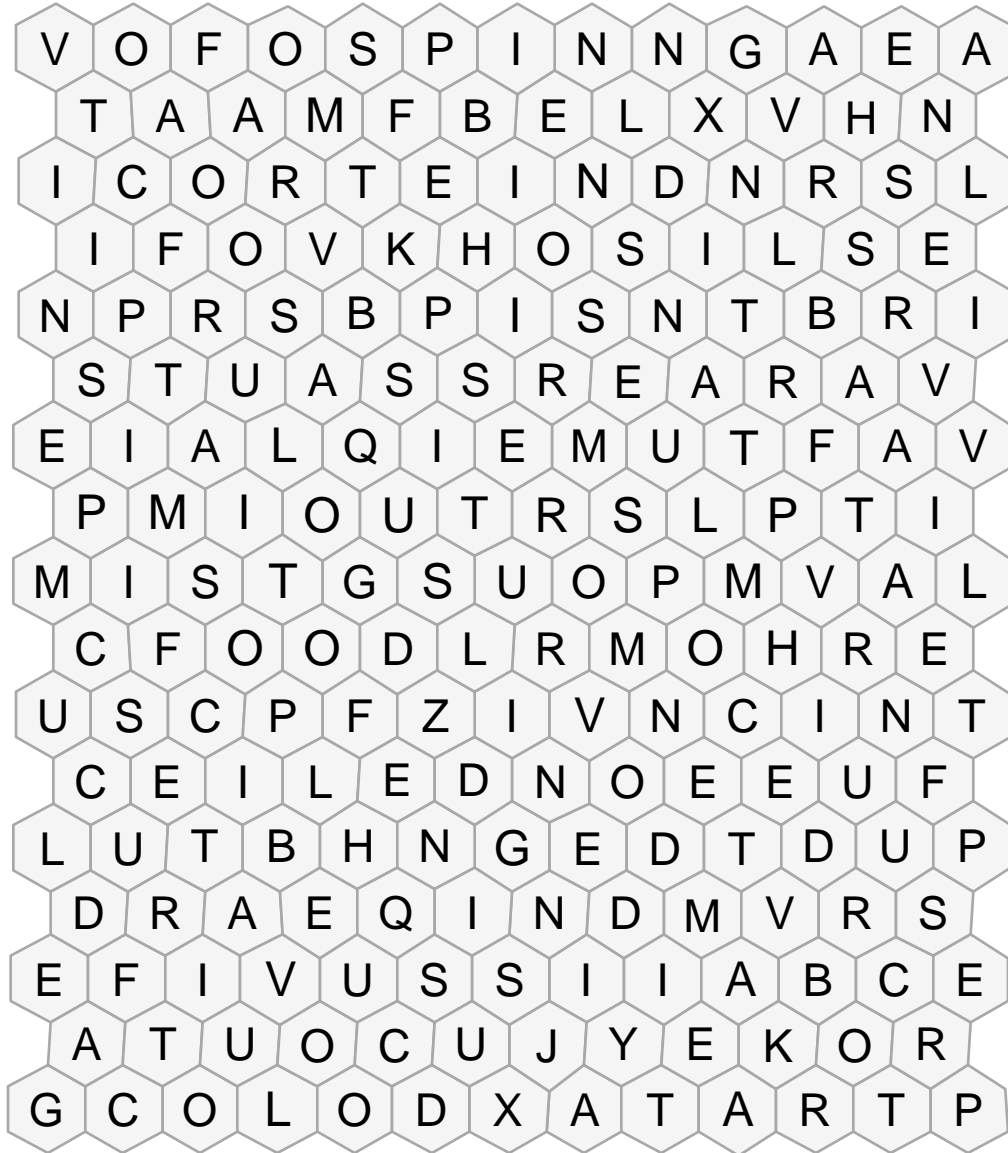 V O F O S P I N N G A E A
T A A M F B E L X V H N
I C O R T E I N D N R S L
I F O V K H O S I L S E
N P R S B P I S N T B R I
S T U A S S R E A R A V
E I A L Q I E M U T F A V
P M I O U T R S L P T I
M I S T G S U O P M V A L
C F O O D L R M O H R E
U S C P F Z I V N C I N T
C E I L E D N O E E U F
L U T B H N G E D T D U P
D R A E Q I N D M V R S
E F I V U S S I I A B C E
A T U O C U J Y E K O R
G C O L O D X A T A R T P